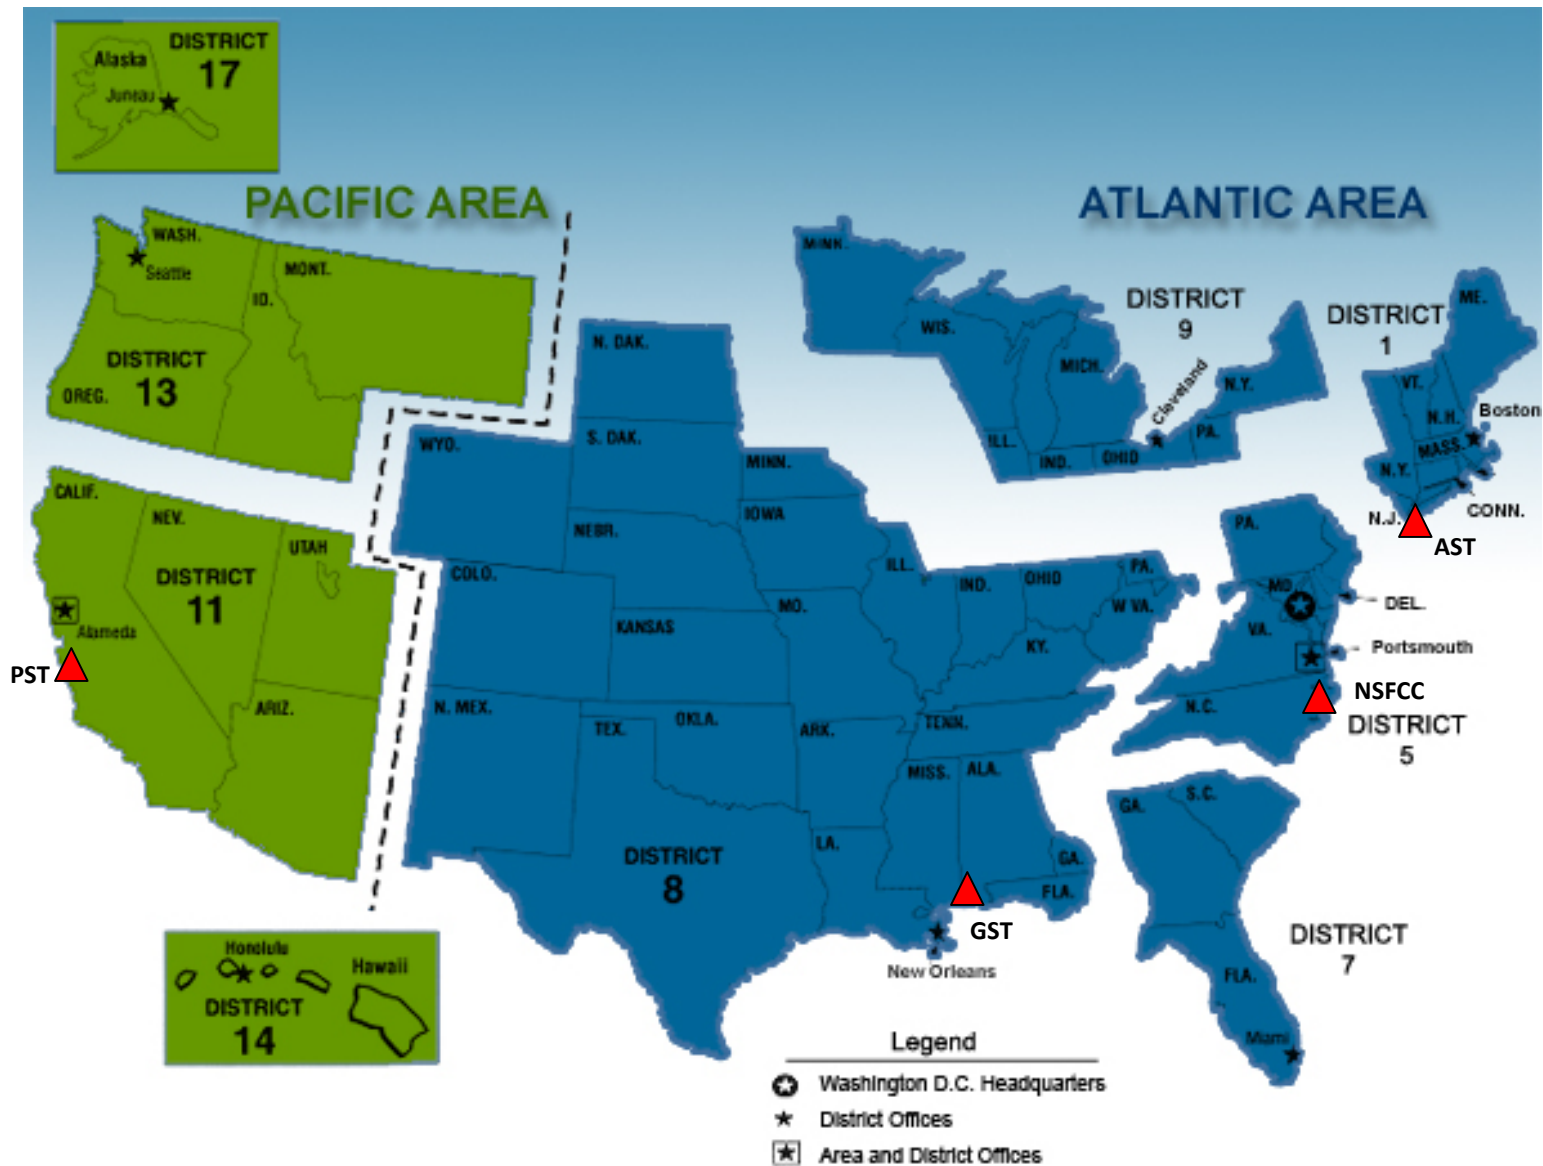 DISTRICT
17
Alaska
Juneau
PACIFIC AREA
ATLANTIC AREA
WASH.
Seattle
MONT.
ID.
DISTRICT
13
OREG.
MINN.
WIS.
MICH.
DISTRICT
9
Cleveland
N.Y.
PA.
ILL.
IND.
OHIO
DISTRICT
1
ME.
VT.
N.H.
Boston
MASS.
N.Y.
CONN.
N.J.
AST
N. DAK.
WYO.
S. DAK.
MINN.
IOWA
NEBR.
COLO.
ILL.
IND.
OHIO
PA.
W VA.
MO.
KANSAS
KY.
N. MEX.
TEX.
OKLA.
ARK.
TENN.
MISS.
ALA.
LA.
GA.
FLA.
DISTRICT
8
GST
New Orleans
CALIF.
NEV.
UTAH
DISTRICT
11
Alameda
PST
ARIZ.
PA.
MD.
DEL.
VA.
Portsmouth
NSFCC
N.C.
DISTRICT
5
GA.
S.C.
DISTRICT
7
FLA.
Miami
Honolulu
Hawaii
DISTRICT
14
Legend
Washington D.C. Headquarters
District Offices
Area and District Offices